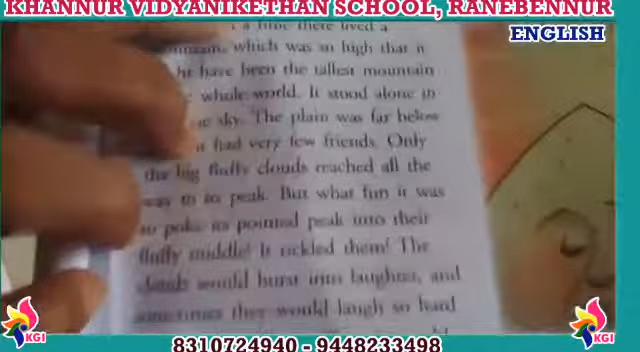 KHANNUR VIDYANIKETHAN SCHOOL, RANEBENNUR
ENGLISH
a time there lived a
mountain, which was so high that it
have been the tallest mountain
whole world. It stood alone in
sky. The plain was far below
it had very few friends. Only
the big fluffy clouds reached all the
way to its peak. But what fun it was
to poke its pointed peak into their
fluffy middle! It tickled them! The
clouds would burst into laughter, and
sometimes they would laugh so hard
KGI
KGI
8310724940 - 9448233498